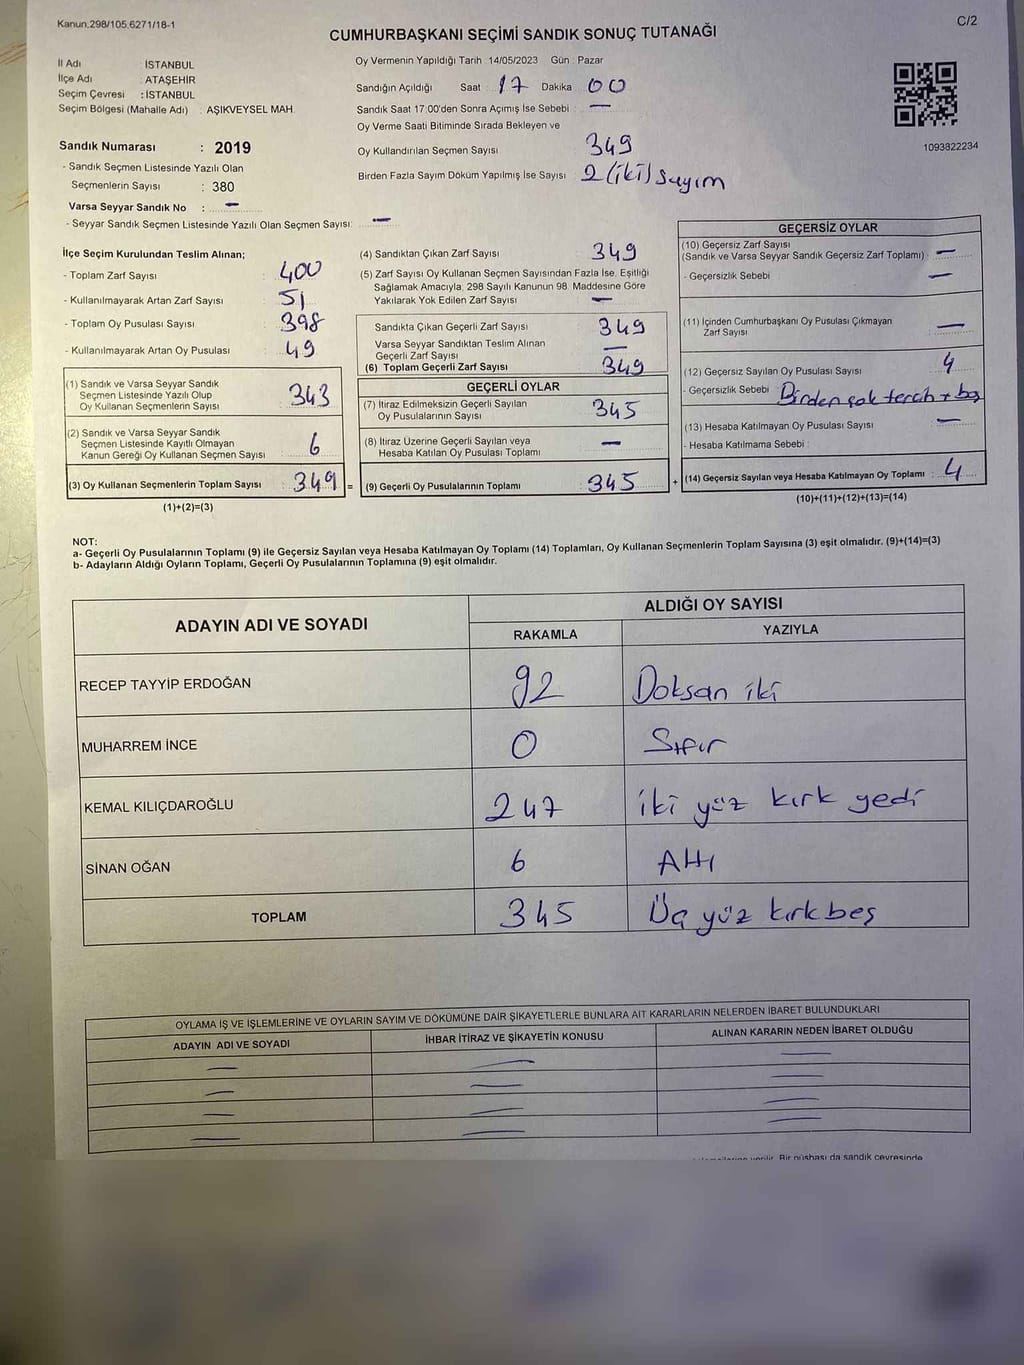 Kanun.298/105.6271/18-1
C/2
CUMHURBAŞKANI SEÇİMİ SANDIK SONUÇ TUTANAĞI
İl Adı : İSTANBUL
İlçe Adı : ATAŞEHİR
Seçim Çevresi : İSTANBUL
Seçim Bölgesi (Mahalle Adı) : AŞIKVEYSEL MAH.
Sandık Numarası : 2019
- Sandık Seçmen Listesinde Yazılı Olan
Seçmenlerin Sayısı : 380
Varsa Seyyar Sandık No : —
- Seyyar Sandık Seçmen Listesinde Yazılı Olan Seçmen Sayısı: —
Oy Vermenin Yapıldığı Tarih : 14/05/2023 Gün : Pazar
Sandığın Açıldığı Saat : 17 Dakika : 00
Sandık Saat 17:00'den Sonra Açımış İse Sebebi : —
Oy Verme Saati Bitiminde Sırada Bekleyen ve
Oy Kullandırılan Seçmen Sayısı : 349
Birden Fazla Sayım Döküm Yapılmış İse Sayısı : 2 (iki) sayım
1093822234
İlçe Seçim Kurulundan Teslim Alınan;
- Toplam Zarf Sayısı : 400
- Kullanılmayarak Artan Zarf Sayısı : 51
- Toplam Oy Pusulası Sayısı : 398
- Kullanılmayarak Artan Oy Pusulası : 49
(1) Sandık ve Varsa Seyyar Sandık
Seçmen Listesinde Yazılı Olup
Oy Kullanan Seçmenlerin Sayısı : 343
(2) Sandık ve Varsa Seyyar Sandık
Seçmen Listesinde Kayıtlı Olmayan
Kanun Gereği Oy Kullanan Seçmen Sayısı : 6
(3) Oy Kullanan Seçmenlerin Toplam Sayısı : 349 =
(1)+(2)=(3)
(4) Sandıktan Çıkan Zarf Sayısı : 349
(5) Zarf Sayısı Oy Kullanan Seçmen Sayısından Fazla İse, Eşitliği
Sağlamak Amacıyla, 298 Sayılı Kanunun 98. Maddesine Göre
Yakılarak Yok Edilen Zarf Sayısı : —
Sandıkta Çıkan Geçerli Zarf Sayısı : 349
Varsa Seyyar Sandıktan Teslim Alınan
Geçerli Zarf Sayısı : —
(6) Toplam Geçerli Zarf Sayısı : 349
GEÇERLİ OYLAR
(7) İtiraz Edilmeksizin Geçerli Sayılan
Oy Pusulalarının Sayısı : 345
(8) İtiraz Üzerine Geçerli Sayılan veya
Hesaba Katılan Oy Pusulası Toplamı : —
(9) Geçerli Oy Pusulalarının Toplamı : 345 +
GEÇERSİZ OYLAR
(10) Geçersiz Zarf Sayısı
(Sandık ve Varsa Seyyar Sandık Geçersiz Zarf Toplamı) : —
- Geçersizlik Sebebi : —
(11) İçinden Cumhurbaşkanı Oy Pusulası Çıkmayan
Zarf Sayısı : —
(12) Geçersiz Sayılan Oy Pusulası Sayısı : 4
- Geçersizlik Sebebi : Birden çok tercih + boş
(13) Hesaba Katılmayan Oy Pusulası Sayısı : —
- Hesaba Katılmama Sebebi :
(14) Geçersiz Sayılan veya Hesaba Katılmayan Oy Toplamı : 4
(10)+(11)+(12)+(13)=(14)
NOT:
a- Geçerli Oy Pusulalarının Toplamı (9) ile Geçersiz Sayılan veya Hesaba Katılmayan Oy Toplamı (14) Toplamları, Oy Kullanan Seçmenlerin Toplam Sayısına (3) eşit olmalıdır. (9)+(14)=(3)
b- Adayların Aldığı Oyların Toplamı, Geçerli Oy Pusulalarının Toplamına (9) eşit olmalıdır.
ADAYIN ADI VE SOYADI
ALDIĞI OY SAYISI
RAKAMLA YAZIYLA
RECEP TAYYİP ERDOĞAN 92 Doksan iki
MUHARREM İNCE 0 Sıfır
KEMAL KILIÇDAROĞLU 247 iki yüz kırk yedi
SİNAN OĞAN 6 Altı
TOPLAM 345 Üç yüz kırk beş
OYLAMA İŞ VE İŞLEMLERİNE VE OYLARIN SAYIM VE DÖKÜMÜNE DAİR ŞİKAYETLERLE BUNLARA AİT KARARLARIN NELERDEN İBARET BULUNDUKLARI
ADAYIN ADI VE SOYADI İHBAR İTİRAZ VE ŞİKAYETİN KONUSU ALINAN KARARIN NEDEN İBARET OLDUĞU
— — —
— — —
— — —
— — —
verilir. Bir nüshası da sandık çevresinde